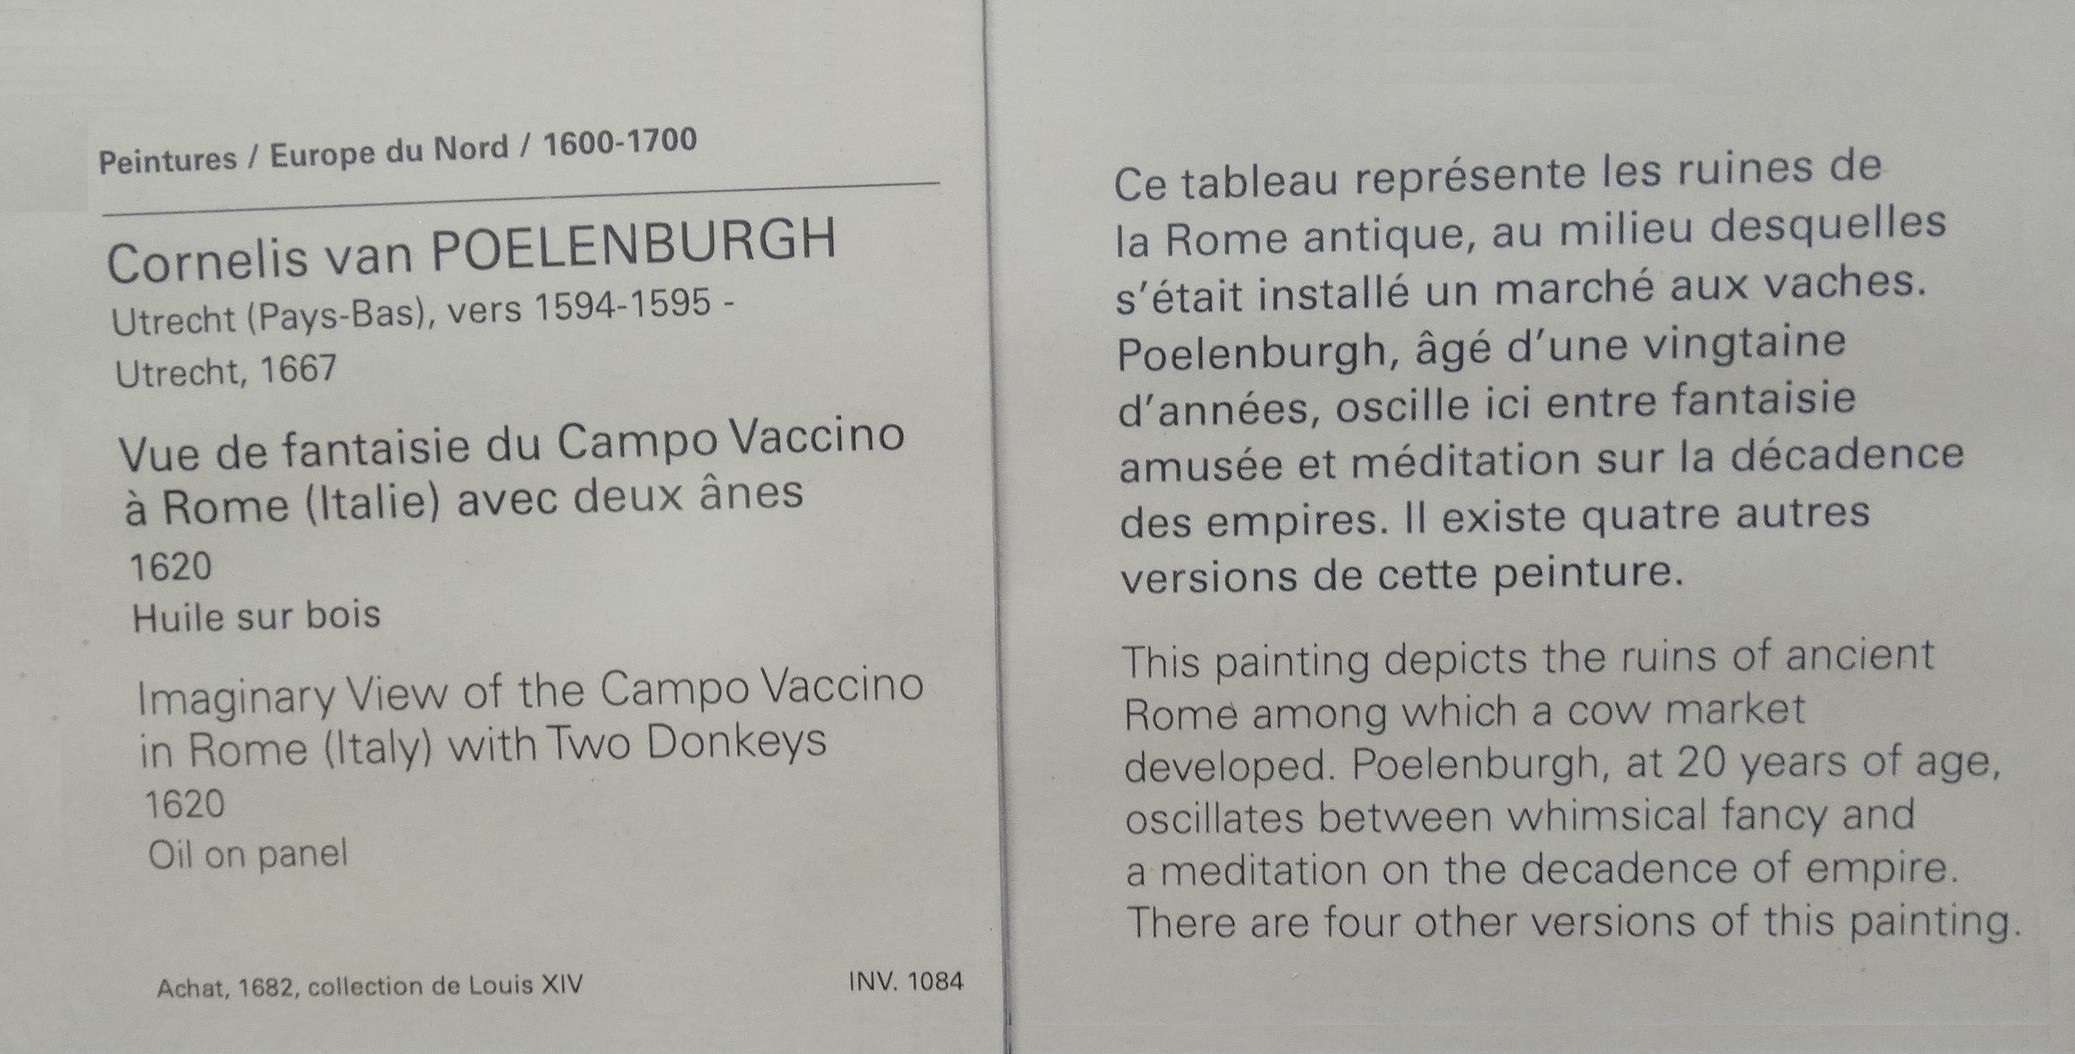 Peintures / Europe du Nord / 1600-1700
Cornelis van POELENBURGH
Utrecht (Pays-Bas), vers 1594-1595 -
Utrecht, 1667
Vue de fantaisie du Campo Vaccino
à Rome (Italie) avec deux ânes
1620
Huile sur bois
Imaginary View of the Campo Vaccino
in Rome (Italy) with Two Donkeys
1620
Oil on panel
Achat, 1682, collection de Louis XIV INV. 1084
Ce tableau représente les ruines de
la Rome antique, au milieu desquelles
s'était installé un marché aux vaches.
Poelenburgh, âgé d'une vingtaine
d'années, oscille ici entre fantaisie
amusée et méditation sur la décadence
des empires. Il existe quatre autres
versions de cette peinture.
This painting depicts the ruins of ancient
Rome among which a cow market
developed. Poelenburgh, at 20 years of age,
oscillates between whimsical fancy and
a meditation on the decadence of empire.
There are four other versions of this painting.